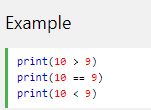 Example
print(10 > 9)
print(10 == 9)
print(10 < 9)